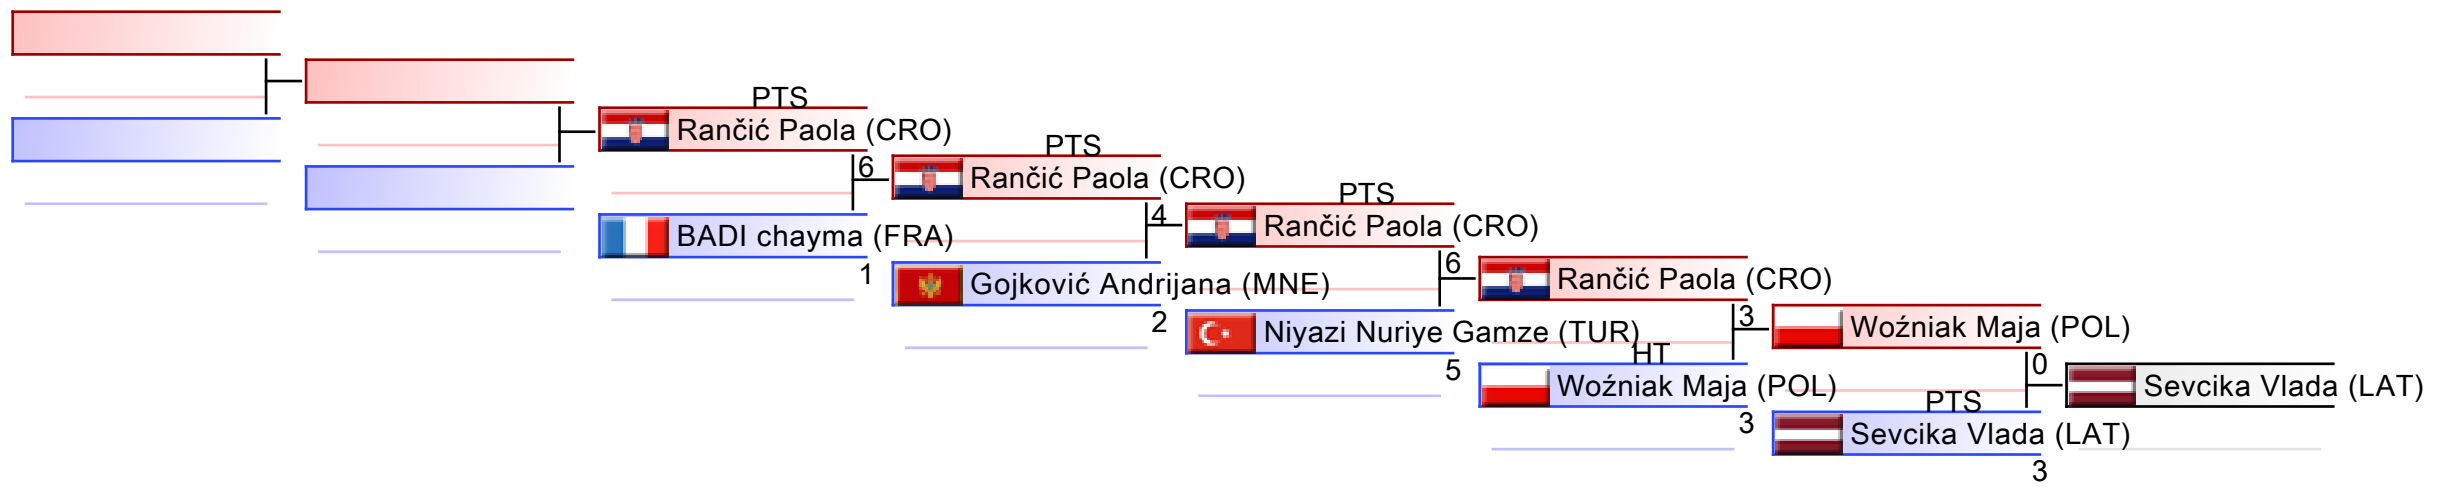 PTS
Rančić Paola (CRO)
6
BADI chayma (FRA)
1
PTS
Rančić Paola (CRO)
4
Gojković Andrijana (MNE)
2
PTS
Rančić Paola (CRO)
6
Niyazi Nuriye Gamze (TUR)
5
Rančić Paola (CRO)
3
HT
Woźniak Maja (POL)
3
Woźniak Maja (POL)
0
PTS
Sevcika Vlada (LAT)
3
Sevcika Vlada (LAT)